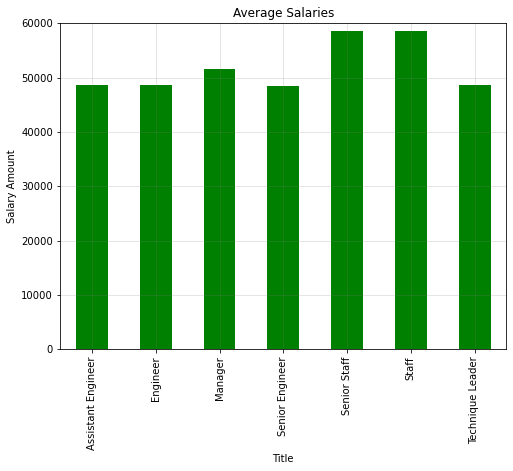 Average Salaries
Salary Amount
60000
50000
40000
30000
20000
10000
0
Assistant Engineer
Engineer
Manager
Senior Engineer
Senior Staff
Staff
Technique Leader
Title